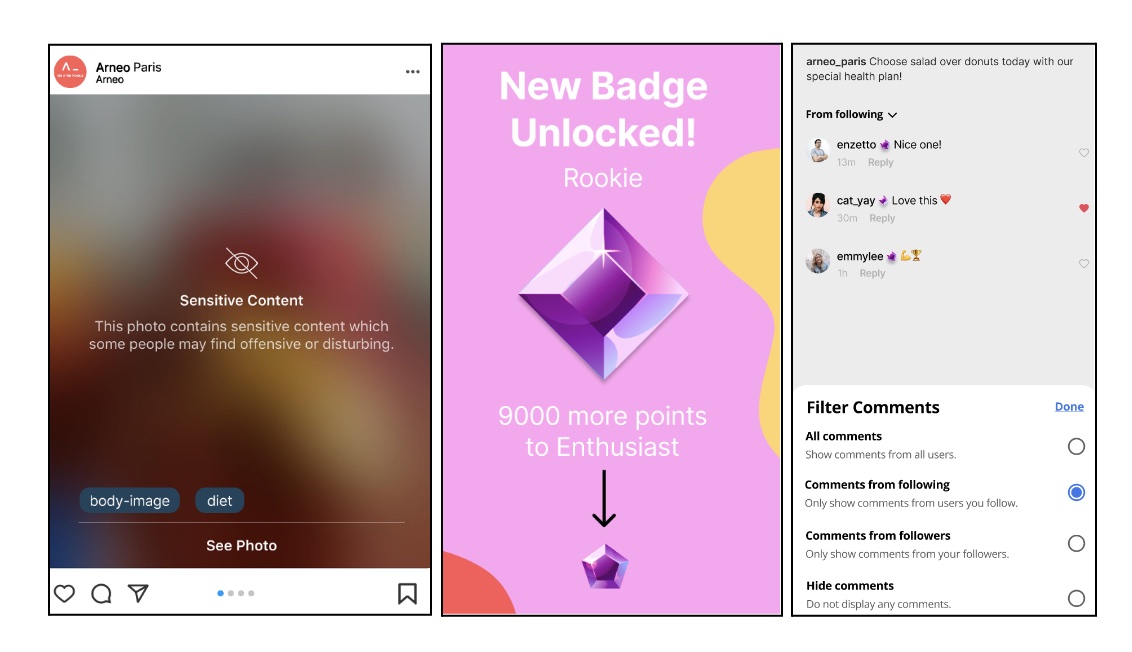 Arneo Paris
Arneo
Sensitive Content
This photo contains sensitive content which
some people may find offensive or disturbing.
body-image
diet
See Photo
New Badge
Unlocked!
Rookie
9000 more points
to Enthusiast
arneo_paris Choose salad over donuts today with our
special health plan!
From following
enzetto Nice one!
13m Reply
cat_yay Love this ❤️
30m Reply
emmylee 💪🏆
1h Reply
Filter Comments
Done
All comments
Show comments from all users.
Comments from following
Only show comments from users you follow.
Comments from followers
Only show comments from your followers.
Hide comments
Do not display any comments.